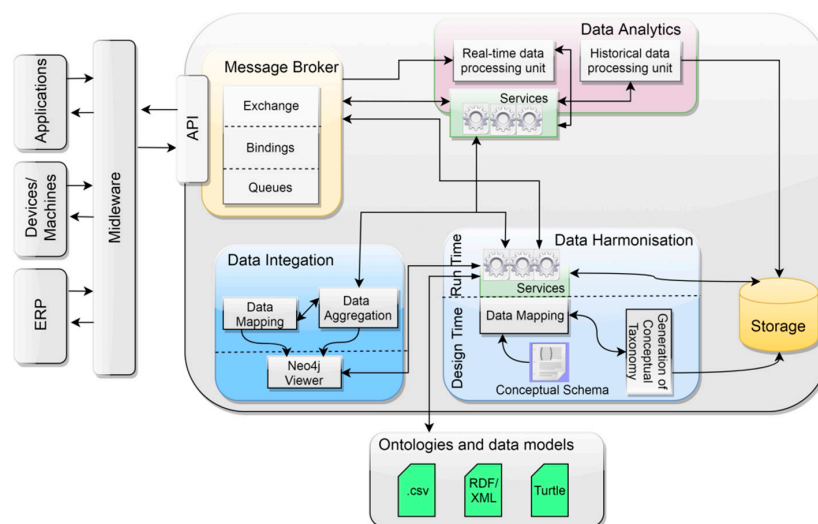 Applications
Devices/
Machines
ERP
Midleware
API
Message Broker
Exchange
Bindings
Queues
Data Analytics
Real-time data
processing unit
Historical data
processing unit
Services
Data Integation
Data
Mapping
Data
Aggregation
Neo4j
Viewer
Data Harmonisation
Run Time
Design Time
Services
Data Mapping
Conceptual Schema
Generation of
Conceptual
Taxonomy
Storage
Ontologies and data models
.csv
RDF/
XML
Turtle